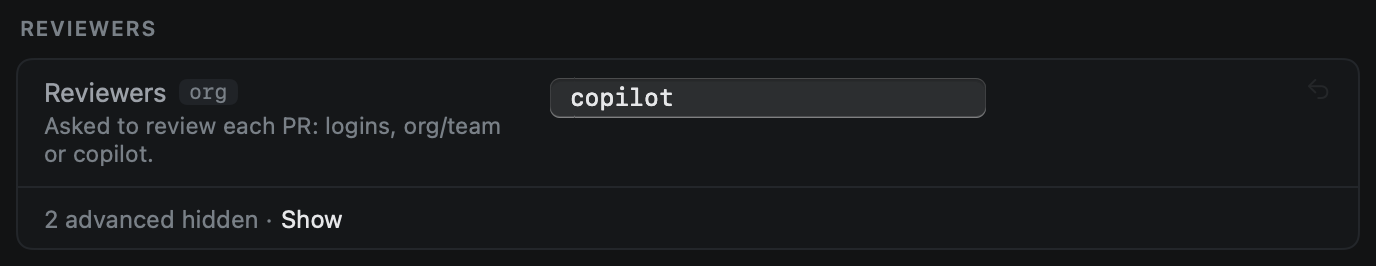 REVIEWERS
Reviewers org
copilot
Asked to review each PR: logins, org/team
or copilot.
2 advanced hidden · Show